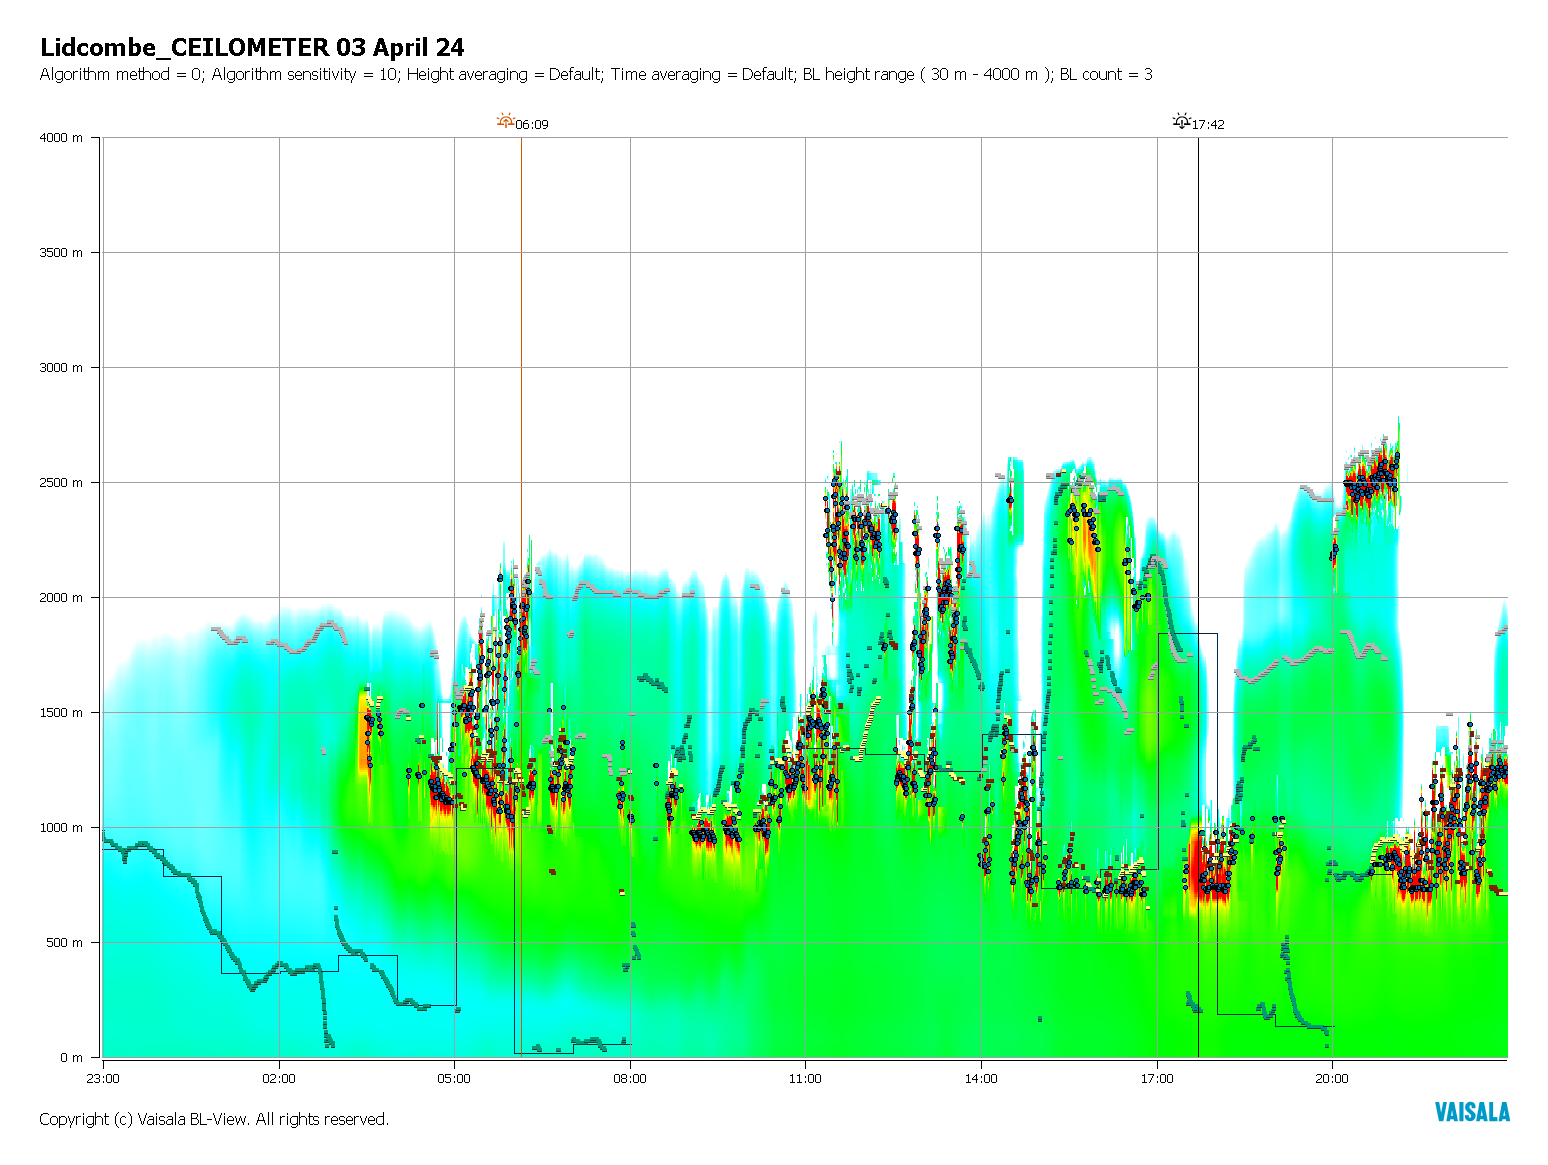 Lidcombe_CEILOMETER 03 April 24
Algorithm method = 0; Algorithm sensitivity = 10; Height averaging = Default; Time averaging = Default; BL height range ( 30 m - 4000 m ); BL count = 3
06:09
17:42
4000 m
3500 m
3000 m
2500 m
2000 m
1500 m
1000 m
500 m
0 m
23:00
02:00
05:00
08:00
11:00
14:00
17:00
20:00
Copyright (c) Vaisala BL-View. All rights reserved.
VAISALA